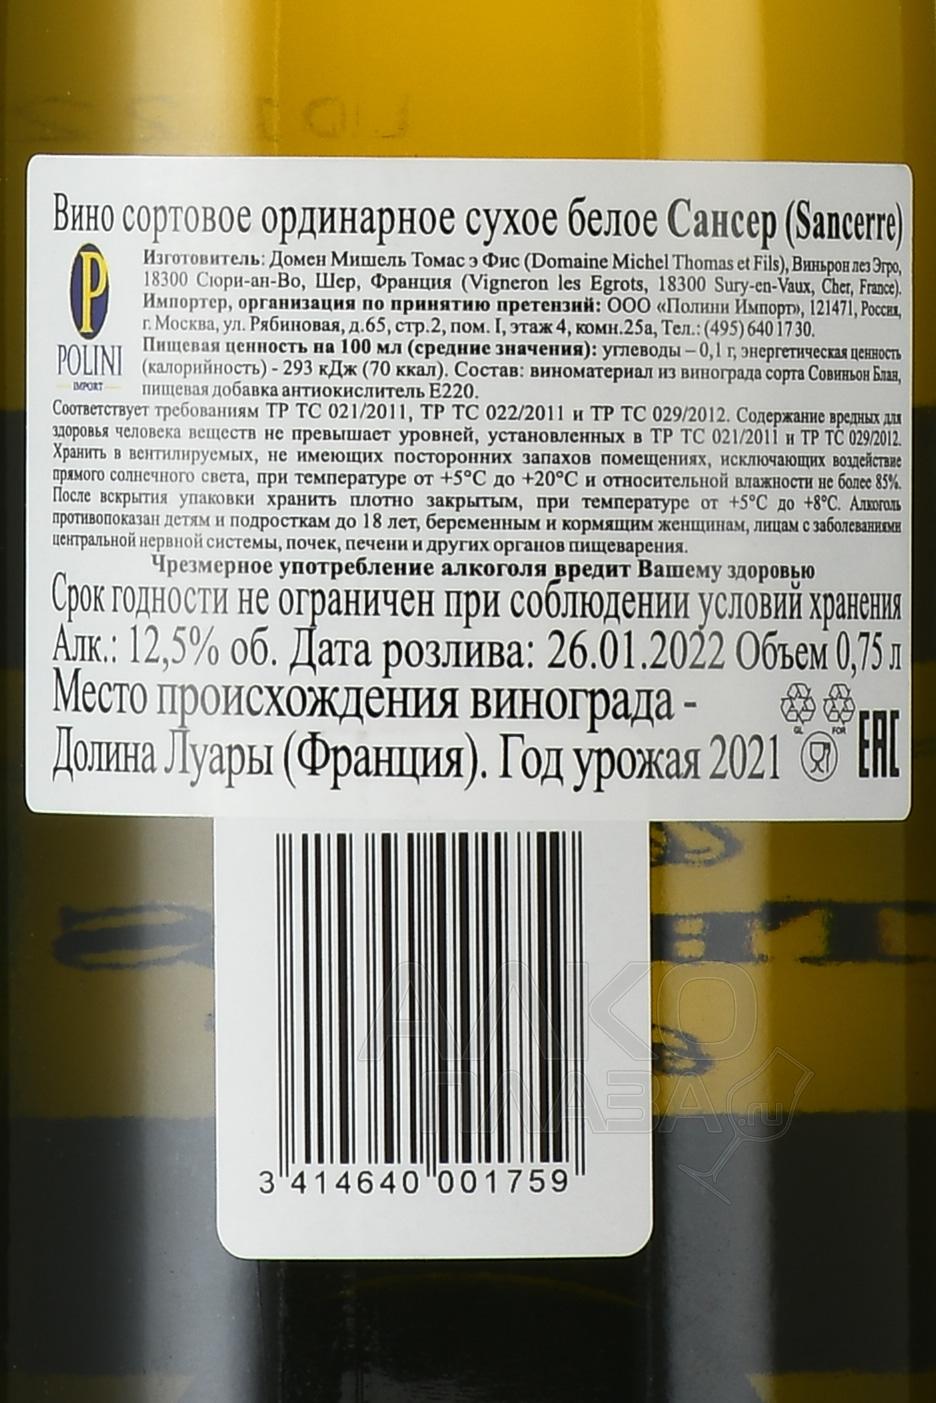 Вино сортовое ординарное сухое белое Сансер (Sancerre)
P
POLINI
IMPORT
Изготовитель: Домен Мишель Томас э Фис (Domaine Michel Thomas et Fils), Виньрон лез Эгро,
18300 Сюри-ан-Во, Шер, Франция (Vigneron les Egrots, 18300 Sury-en-Vaux, Cher, France).
Импортер, организация по принятию претензий: ООО «Полини Импорт», 121471, Россия,
г. Москва, ул. Рябиновая, д.65, стр.2, пом. I, этаж 4, комн.25а, Тел.: (495) 640 17 30.
Пищевая ценность на 100 мл (средние значения): углеводы – 0,1 г, энергетическая ценность
(калорийность) - 293 кДж (70 ккал). Состав: виноматериал из винограда сорта Совиньон Блан,
пищевая добавка антиокислитель Е220.
Соответствует требованиям ТР ТС 021/2011, ТР ТС 022/2011 и ТР ТС 029/2012. Содержание вредных для
здоровья человека веществ не превышает уровней, установленных в ТР ТС 021/2011 и ТР ТС 029/2012.
Хранить в вентилируемых, не имеющих посторонних запахов помещениях, исключающих воздействие
прямого солнечного света, при температуре от +5°С до +20°С и относительной влажности не более 85%.
После вскрытия упаковки хранить плотно закрытым, при температуре от +5°С до +8°С. Алкоголь
противопоказан детям и подросткам до 18 лет, беременным и кормящим женщинам, лицам с заболеваниями
центральной нервной системы, почек, печени и других органов пищеварения.
Чрезмерное употребление алкоголя вредит Вашему здоровью
Срок годности не ограничен при соблюдении условий хранения
Алк.: 12,5% об. Дата розлива: 26.01.2022 Объем 0,75 л
Место происхождения винограда -
Долина Луары (Франция). Год урожая 2021
GL FOR
EAC
3 414640 001759
АЛКО
ПЛАЗА.ru